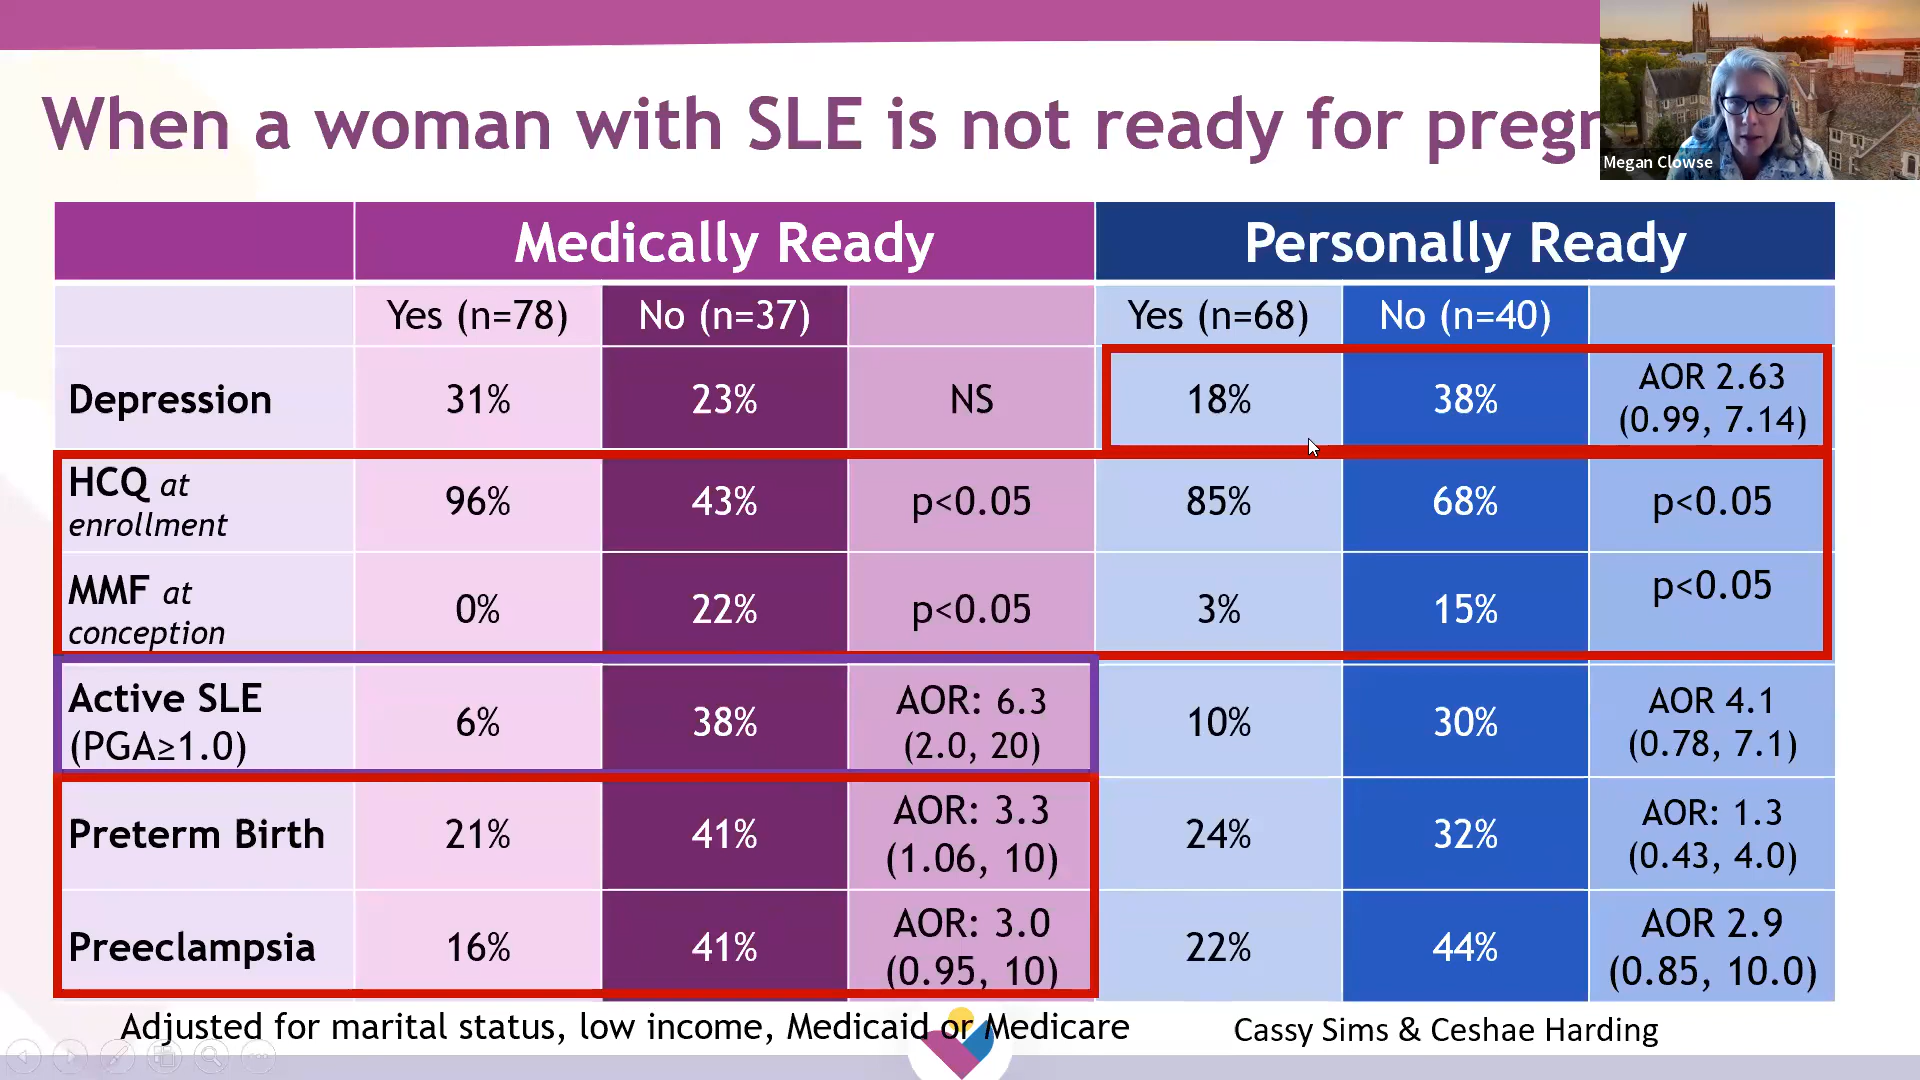 When a woman with SLE is not ready for pregn
Megan Clowse
Medically Ready Personally Ready
Yes (n=78) No (n=37) Yes (n=68) No (n=40)
Depression 31% 23% NS 18% 38% AOR 2.63
(0.99, 7.14)
HCQ at
enrollment 96% 43% p<0.05 85% 68% p<0.05
MMF at
conception 0% 22% p<0.05 3% 15% p<0.05
Active SLE
(PGA≥1.0) 6% 38% AOR: 6.3
(2.0, 20) 10% 30% AOR 4.1
(0.78, 7.1)
Preterm Birth 21% 41% AOR: 3.3
(1.06, 10) 24% 32% AOR: 1.3
(0.43, 4.0)
Preeclampsia 16% 41% AOR: 3.0
(0.95, 10) 22% 44% AOR 2.9
(0.85, 10.0)
Adjusted for marital status, low income, Medicaid or Medicare
Cassy Sims & Ceshae Harding